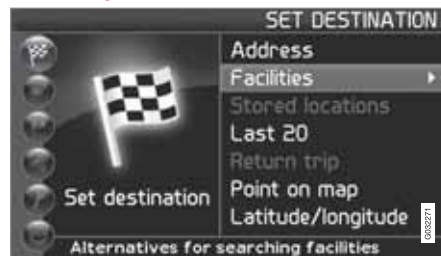 SET DESTINATION
Address
Facilities
Stored locations
Last 20
Return trip
Point on map
Latitude/longitude
Set destination
Alternatives for searching facilities
G032271